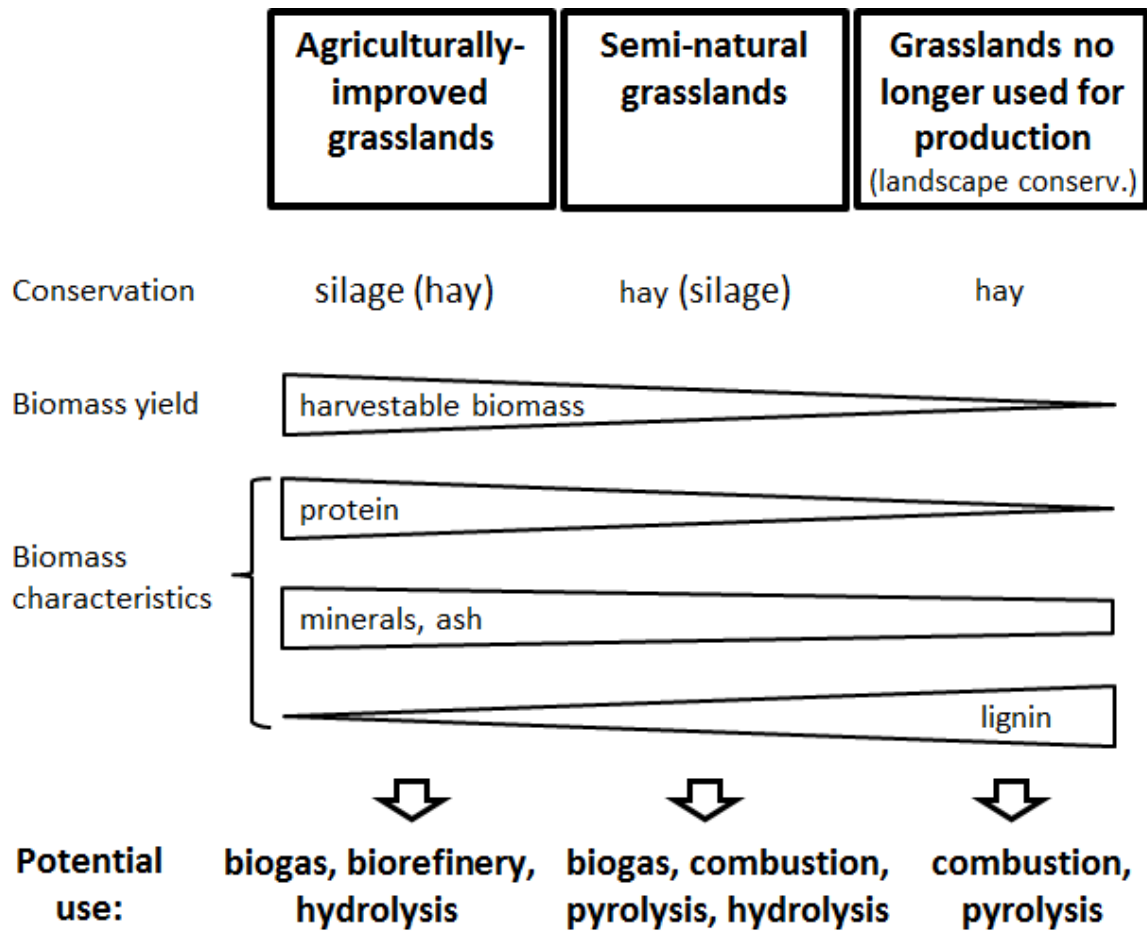 Agriculturally-
improved
grasslands
Semi-natural
grasslands
Grasslands no
longer used for
production
(landscape conserv.)
Conservation
silage (hay)
hay (silage)
hay
Biomass yield
harvestable biomass
Biomass
characteristics
protein
minerals, ash
lignin
Potential
use:
biogas, biorefinery,
hydrolysis
biogas, combustion,
pyrolysis, hydrolysis
combustion,
pyrolysis